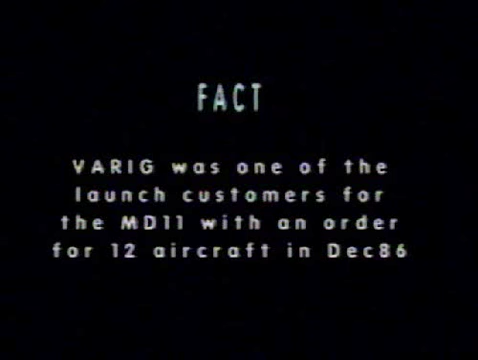 FACT
VARIG was one of the
launch customers for
the MD11 with an order
for 12 aircraft in Dec86